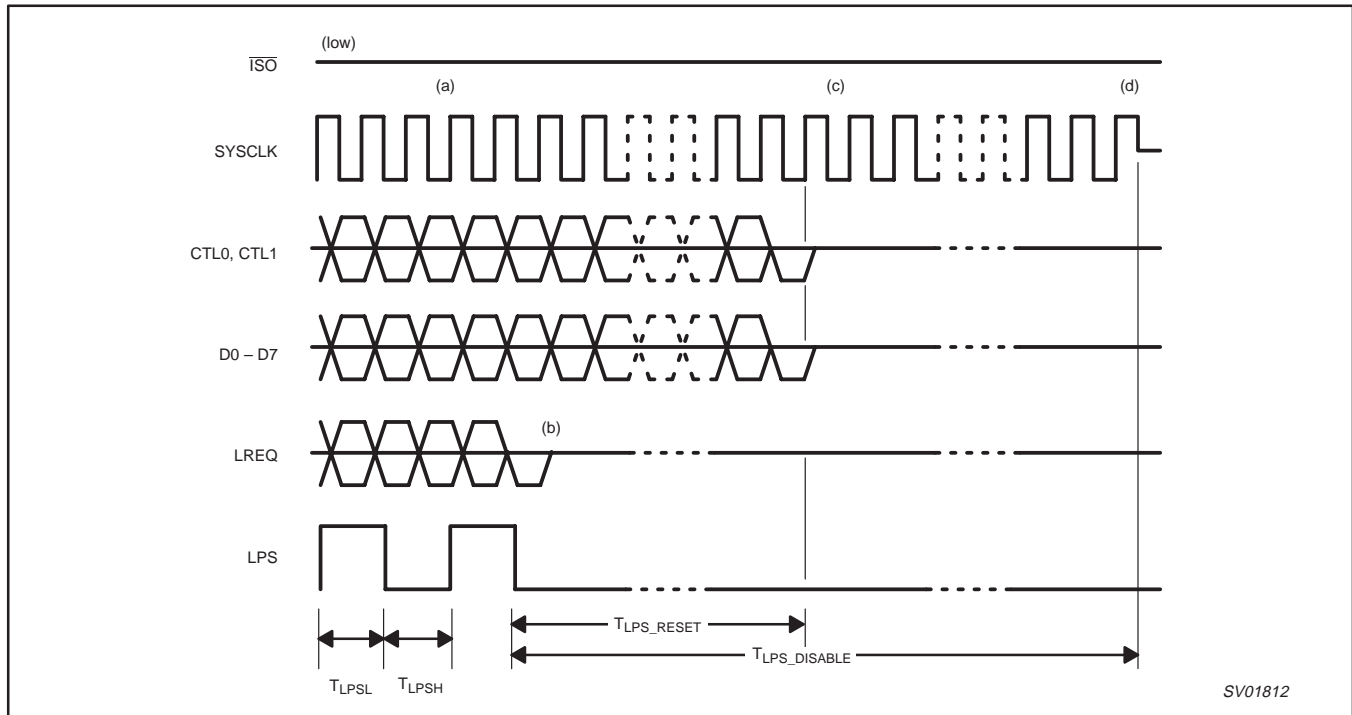 (low)
ISO
(a)
(c)
(d)
SYSCLK
CTL0, CTL1
D0 – D7
(b)
LREQ
LPS
TLPS_RESET
TLPS_DISABLE
TLPSL
TLPSH
SV01812